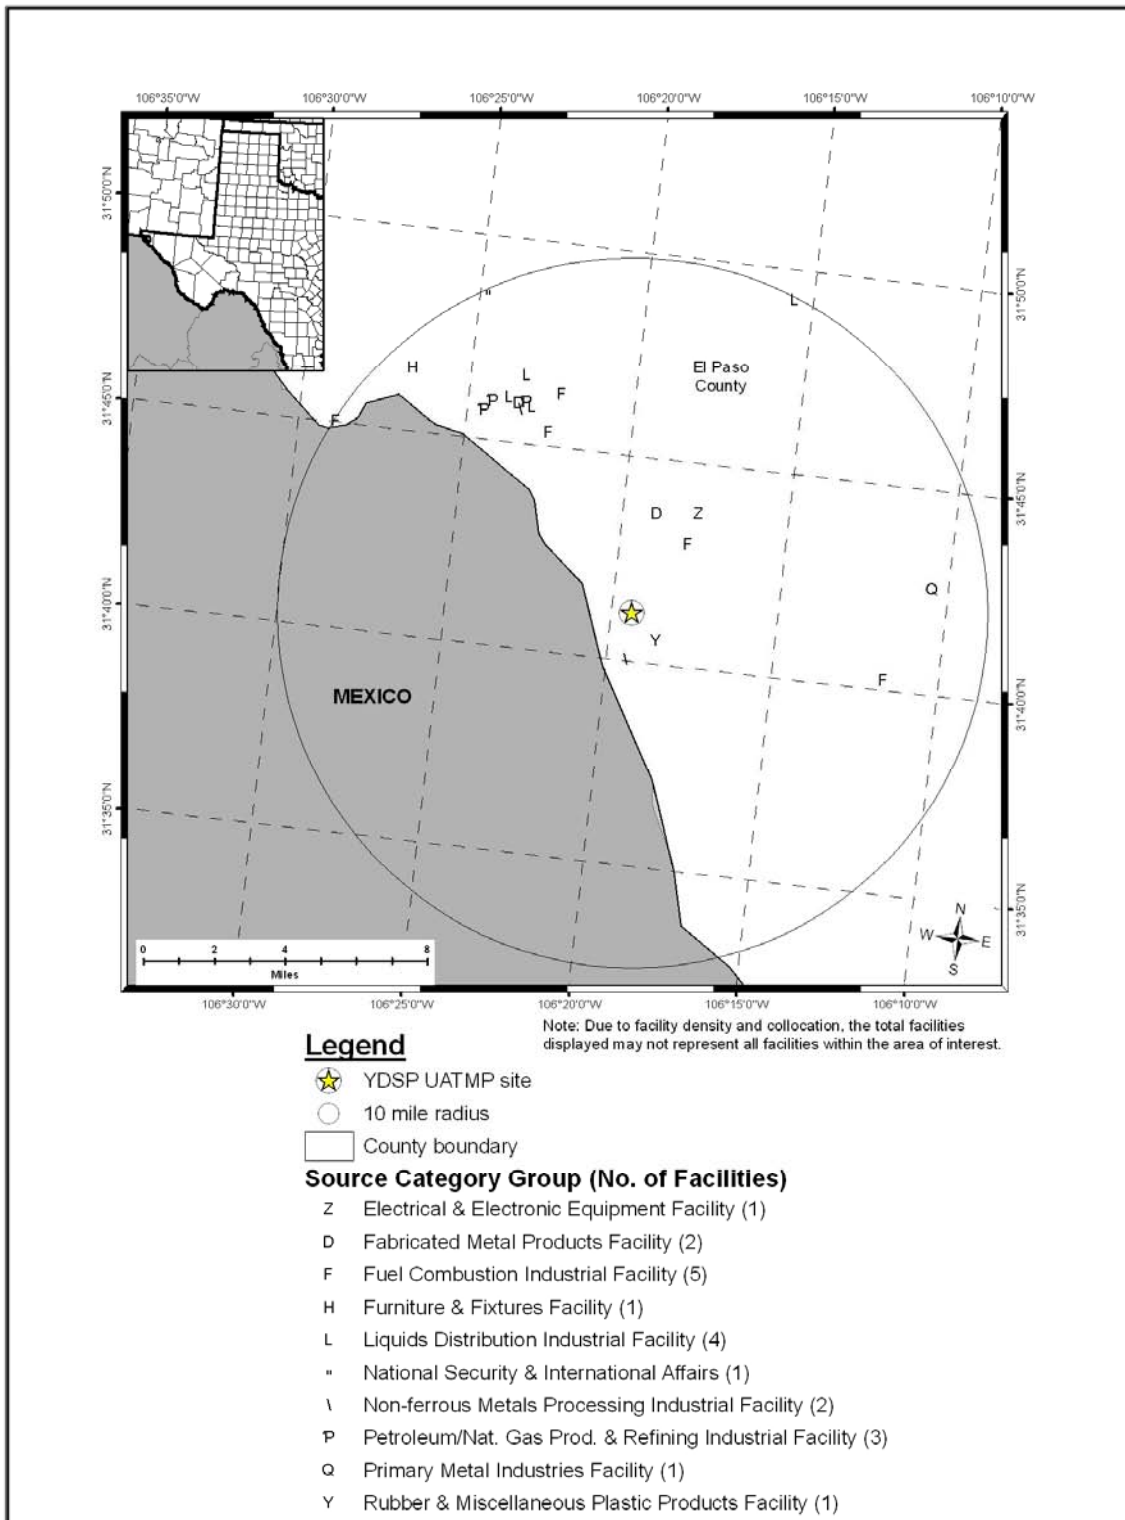 106°35'0"W 106°30'0"W 106°25'0"W 106°20'0"W 106°15'0"W 106°10'0"W
31°50'0"N
31°50'0"N
"
L
El Paso
County
H
L
F
P
P
L
D
P
\
L
31°45'0"N
F
F
31°45'0"N
D Z
F
Q
31°40'0"N
Y
\
F
MEXICO
31°40'0"N
31°35'0"N
31°35'0"N
N
W E
S
0 2 4 8
Miles
106°30'0"W 106°25'0"W 106°20'0"W 106°15'0"W 106°10'0"W
Note: Due to facility density and collocation, the total facilities
displayed may not represent all facilities within the area of interest.
Legend
YDSP UATMP site
10 mile radius
County boundary
Source Category Group (No. of Facilities)
Z Electrical & Electronic Equipment Facility (1)
D Fabricated Metal Products Facility (2)
F Fuel Combustion Industrial Facility (5)
H Furniture & Fixtures Facility (1)
L Liquids Distribution Industrial Facility (4)
" National Security & International Affairs (1)
\ Non-ferrous Metals Processing Industrial Facility (2)
P Petroleum/Nat. Gas Prod. & Refining Industrial Facility (3)
Q Primary Metal Industries Facility (1)
Y Rubber & Miscellaneous Plastic Products Facility (1)